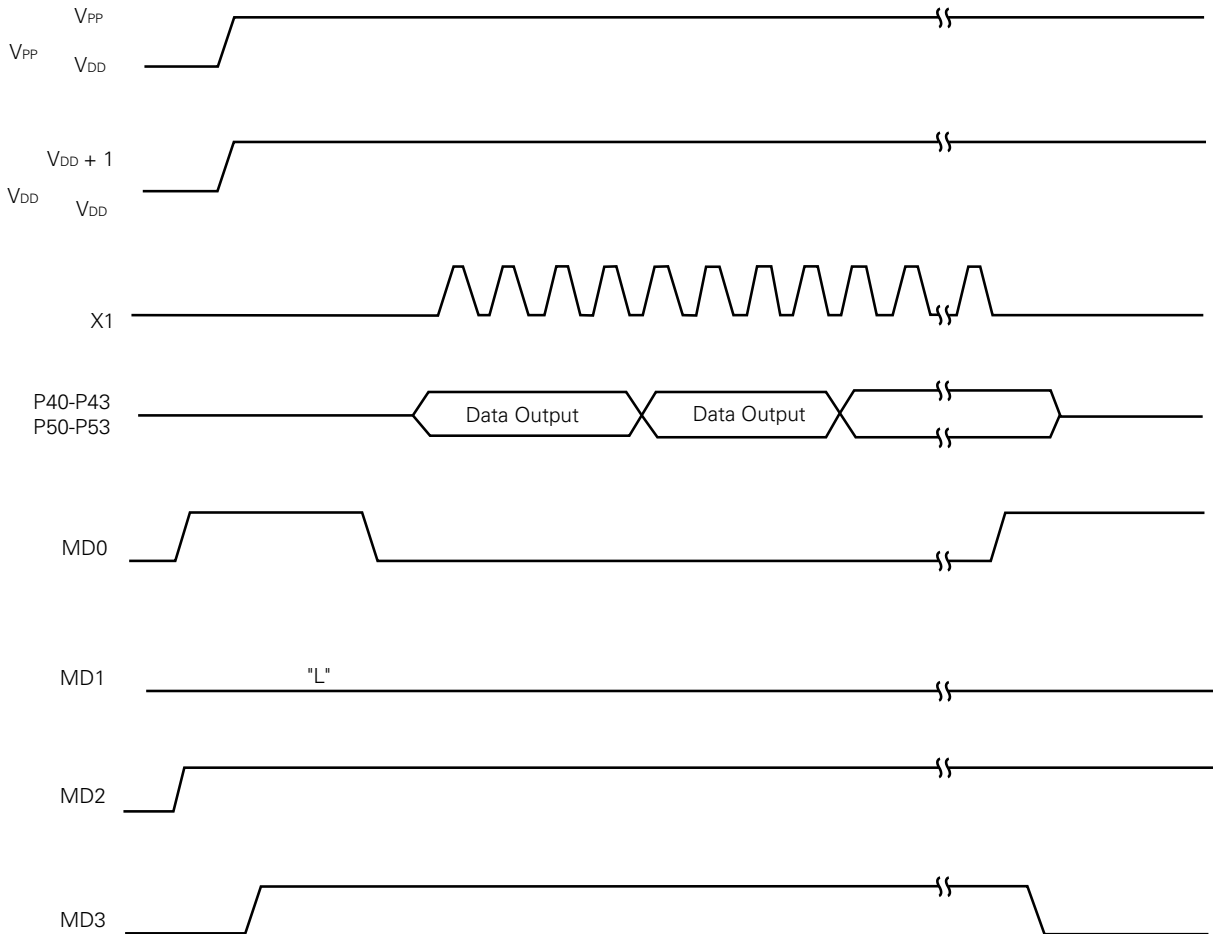 VPP
VPP
VDD
VDD + 1
VDD
VDD
X1
P40-P43
P50-P53
Data Output
Data Output
MD0
MD1
"L"
MD2
MD3